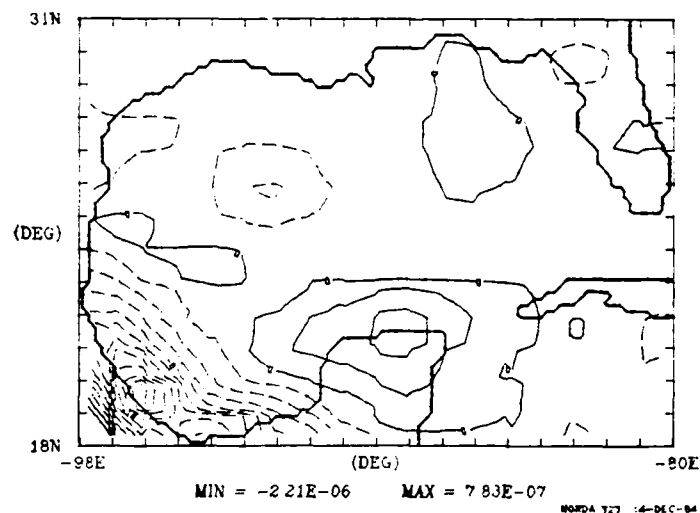 31N
(DEG)
18N
-98E (DEG) -80E
MIN = -2 21E-06 MAX = 7 83E-07